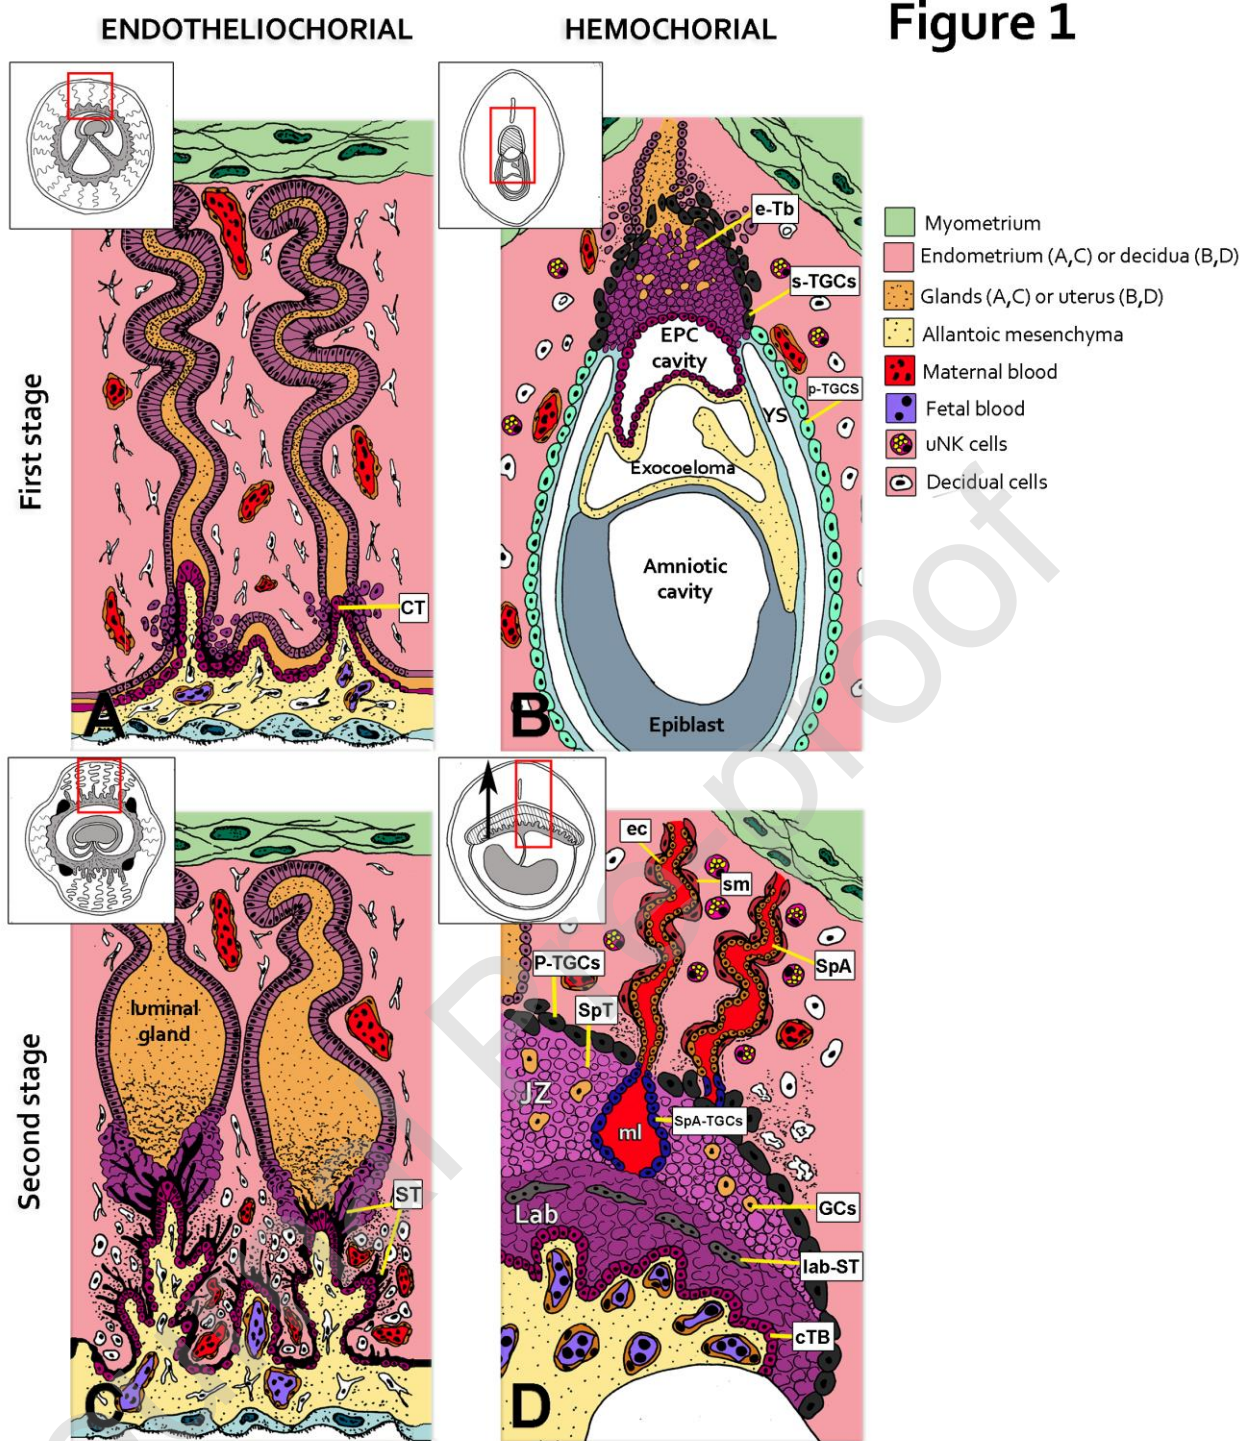 Figure 1
ENDOTHELIOCHORIAL
HEMOCHORIAL
First stage
CT
A
e-Tb
s-TGCs
EPC
cavity
p-TGCS
YS
Exocoeloma
Amniotic
cavity
Epiblast
B
Myometrium
Endometrium (A,C) or decidua (B,D)
Glands (A,C) or uterus (B,D)
Allantoic mesenchyma
Maternal blood
Fetal blood
uNK cells
Decidual cells
Second stage
luminal
gland
ST
C
ec
sm
P-TGCs
SpA
SpT
JZ
ml
SpA-TGCs
Lab
GCs
lab-ST
cTB
D